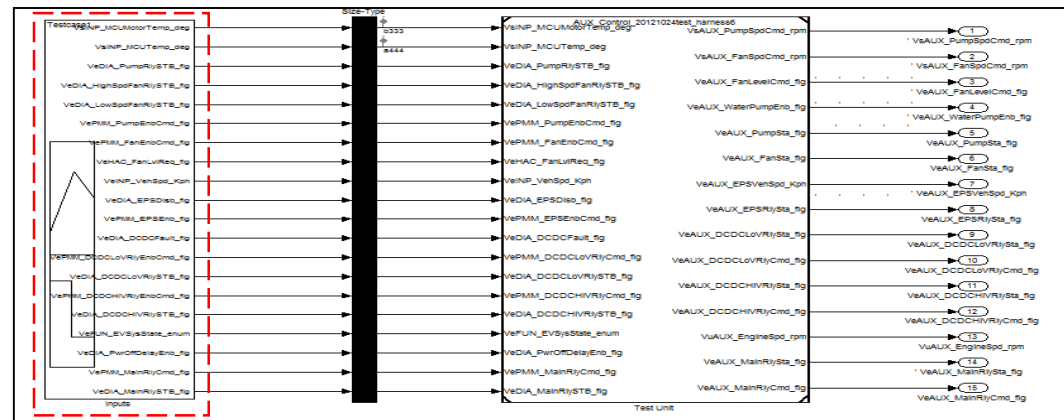 Testcase1
VsINP_MCUMotorTemp_deg
VsINP_MCUTemp_deg
VeDIA_PumpRlySTB_flg
VeDIA_HighSpdFanRlySTB_flg
VeDIA_LowSpdFanRlySTB_flg
VePMM_PumpEnbCmd_flg
VePMM_FanEnbCmd_flg
VeHAC_FanLvlReq_flg
VeINP_VehSpd_Kph
VeDIA_EPSDisb_flg
VePMM_EPSEnb_flg
VeDIA_DCDCFault_flg
VePMM_DCDCLoVRlyEnbCmd_flg
VeDIA_DCDCLoVRlySTB_flg
VePMM_DCDCHIVRlyEnbCmd_flg
VeDIA_DCDCHIVRlySTB_flg
VeFUN_EVSysState_enum
VeDIA_PwrOffDelayEnb_flg
VePMM_MainRlyCmd_flg
VeDIA_MainRlySTB_flg
Inputs
Size-Type
b333
a444
AUX_Control_20121024test_harness6
VsINP_MCUMotorTemp_deg
VsINP_MCUTemp_deg
VeDIA_PumpRlySTB_flg
VeDIA_HighSpdFanRlySTB_flg
VeDIA_LowSpdFanRlySTB_flg
VePMM_PumpEnbCmd_flg
VePMM_FanEnbCmd_flg
VeHAC_FanLvlReq_flg
VeINP_VehSpd_Kph
VeDIA_EPSDisb_flg
VePMM_EPSEnbCmd_flg
VeDIA_DCDCFault_flg
VePMM_DCDCLoVRlyCmd_flg
VeDIA_DCDCLoVRlySTB_flg
VePMM_DCDCHIVRlyCmd_flg
VeDIA_DCDCHIVRlySTB_flg
VeFUN_EVSysState_enum
VeDIA_PwrOffDelayEnb_flg
VePMM_MainRlyCmd_flg
VeDIA_MainRlySTB_flg
VsAUX_PumpSpdCmd_rpm
VsAUX_FanSpdCmd_rpm
VeAUX_FanLevelCmd_flg
VeAUX_WaterPumpEnb_flg
VeAUX_PumpSta_flg
VeAUX_FanSta_flg
VeAUX_EPSVehSpd_Kph
VeAUX_EPSRlySta_flg
VeAUX_DCDCLoVRlySta_flg
VeAUX_DCDCLoVRlyCmd_flg
VeAUX_DCDCHIVRlySta_flg
VeAUX_DCDCHIVRlyCmd_flg
VuAUX_EngineSpd_rpm
VeAUX_MainRlySta_flg
VeAUX_MainRlyCmd_flg
Test Unit
1
VsAUX_PumpSpdCmd_rpm
2
VsAUX_FanSpdCmd_rpm
3
VeAUX_FanLevelCmd_flg
4
VeAUX_WaterPumpEnb_flg
5
VeAUX_PumpSta_flg
6
VeAUX_FanSta_flg
7
VeAUX_EPSVehSpd_Kph
8
VeAUX_EPSRlySta_flg
9
VeAUX_DCDCLoVRlySta_flg
10
VeAUX_DCDCLoVRlyCmd_flg
11
VeAUX_DCDCHIVRlySta_flg
12
VeAUX_DCDCHIVRlyCmd_flg
13
VuAUX_EngineSpd_rpm
14
VeAUX_MainRlySta_flg
15
VeAUX_MainRlyCmd_flg